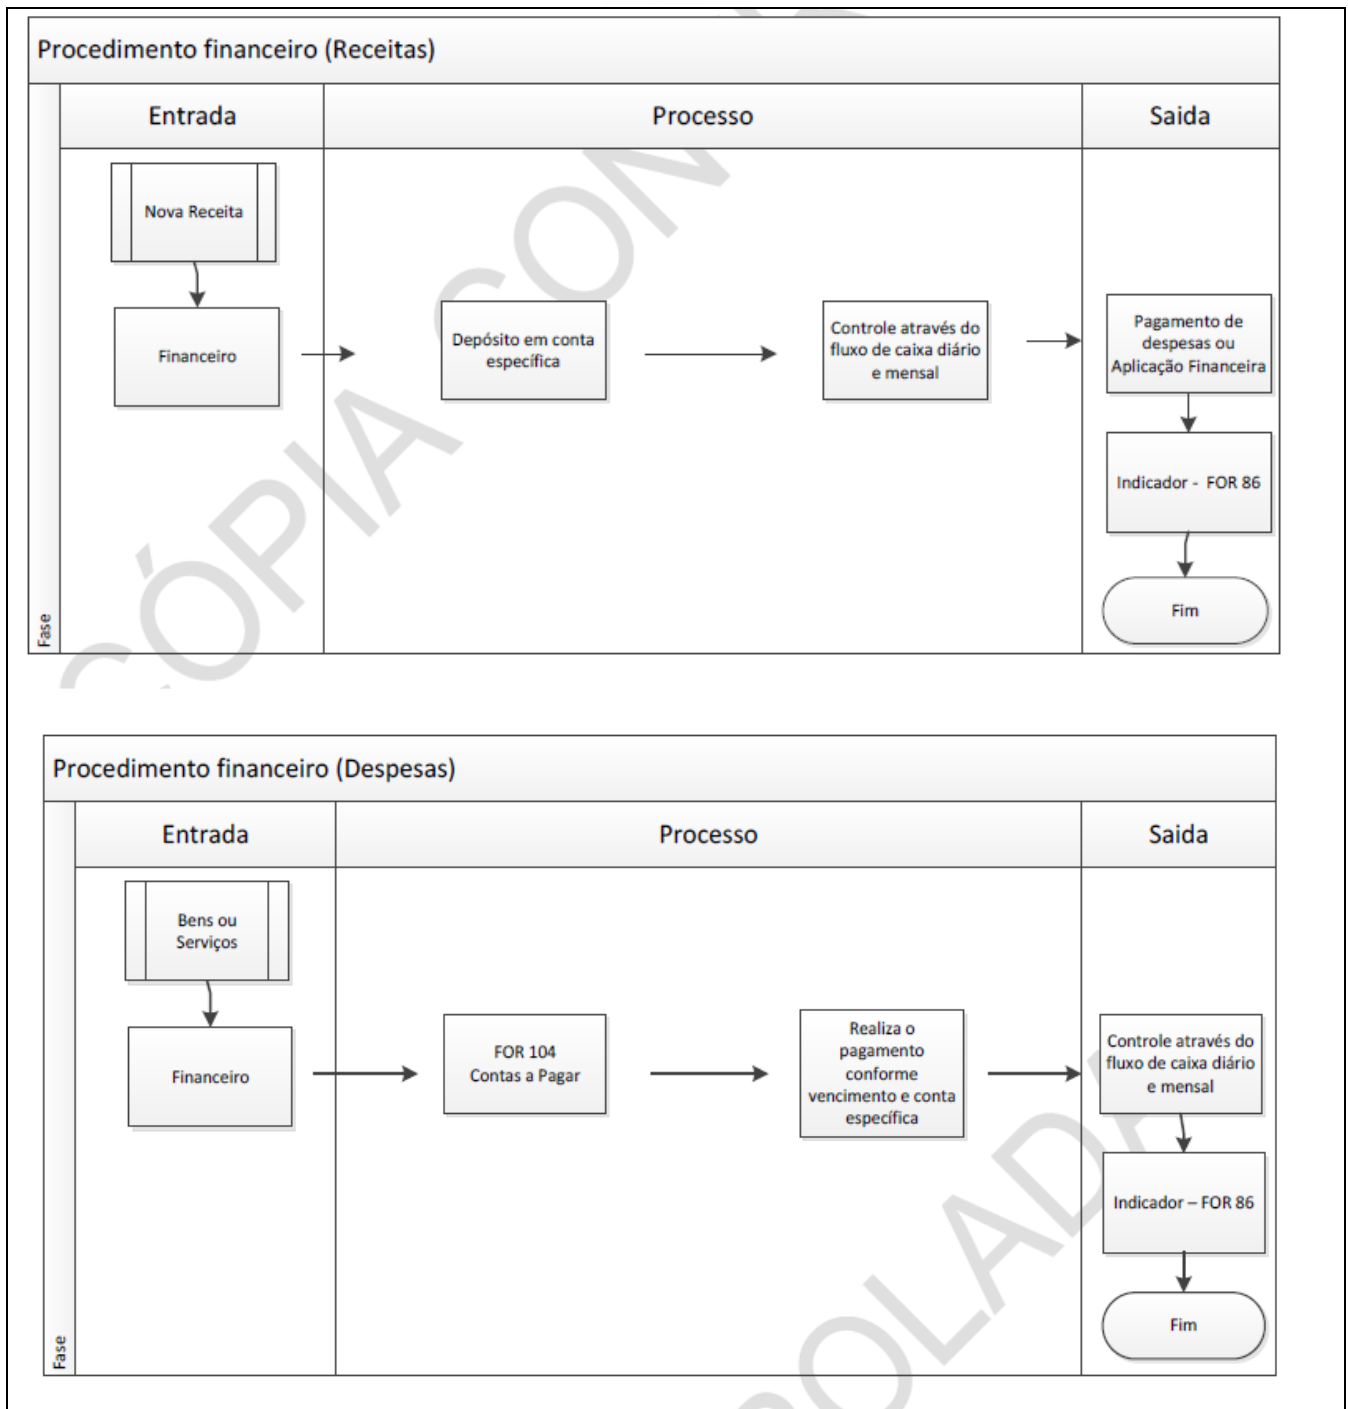 Procedimento financeiro (Receitas)
Entrada
Processo
Saida
Fase
Nova Receita
Financeiro
Depósito em conta
específica
Controle através do
fluxo de caixa diário
e mensal
Pagamento de
despesas ou
Aplicação Financeira
Indicador - FOR 86
Fim
CÓPIA CON
Procedimento financeiro (Despesas)
Entrada
Processo
Saida
Fase
Bens ou
Serviços
Financeiro
FOR 104
Contas a Pagar
Realiza o
pagamento
conforme
vencimento e conta
específica
Controle através do
fluxo de caixa diário
e mensal
Indicador – FOR 86
Fim
OLADA